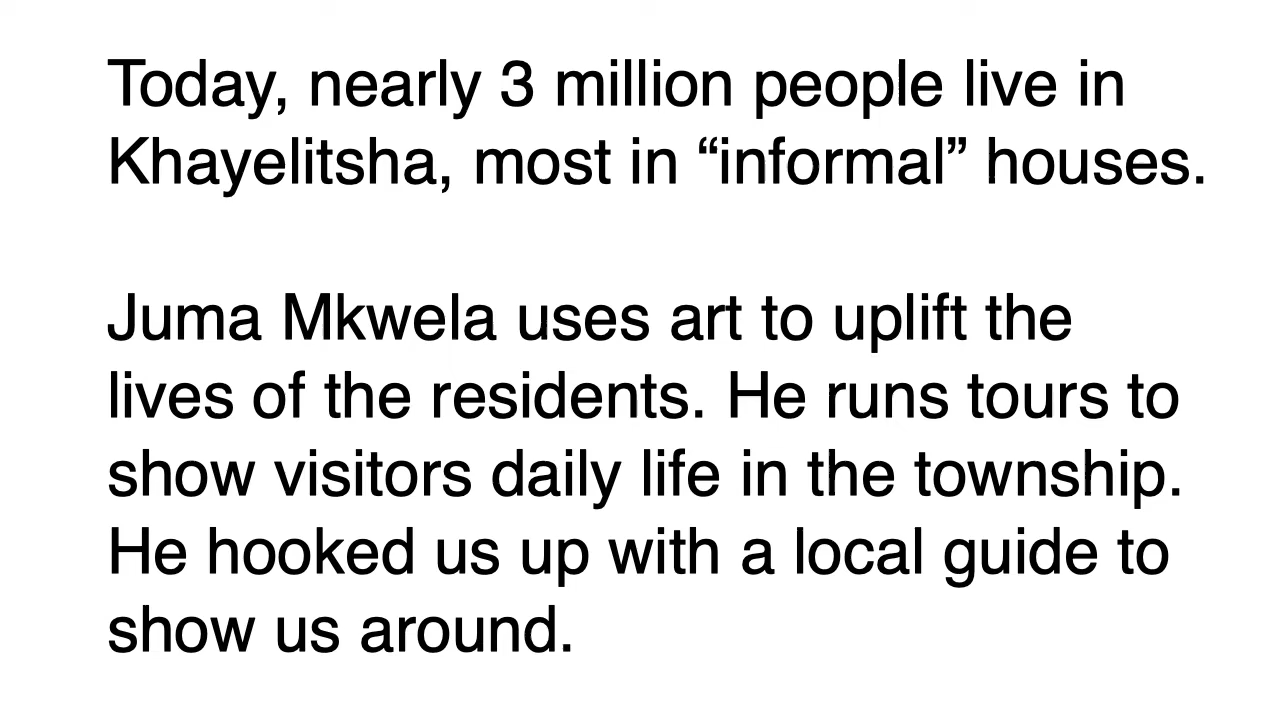 Today, nearly 3 million people live in
Khayelitsha, most in “informal” houses.
Juma Mkwela uses art to uplift the
lives of the residents. He runs tours to
show visitors daily life in the township.
He hooked us up with a local guide to
show us around.